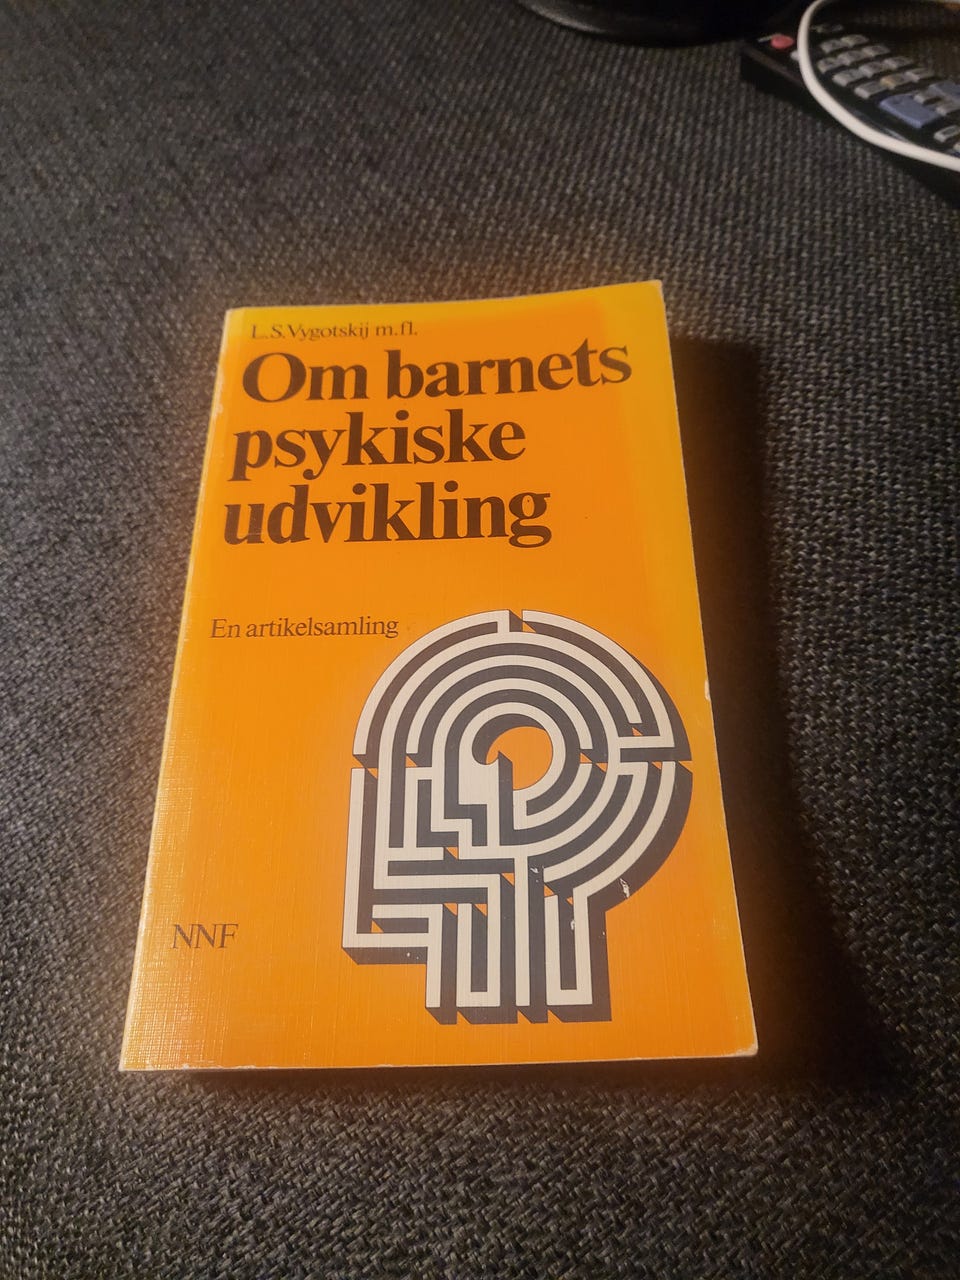 L.S. Vygotskij m.fl.
Om barnets
psykiske
udvikling
En artikelsamling
NNF